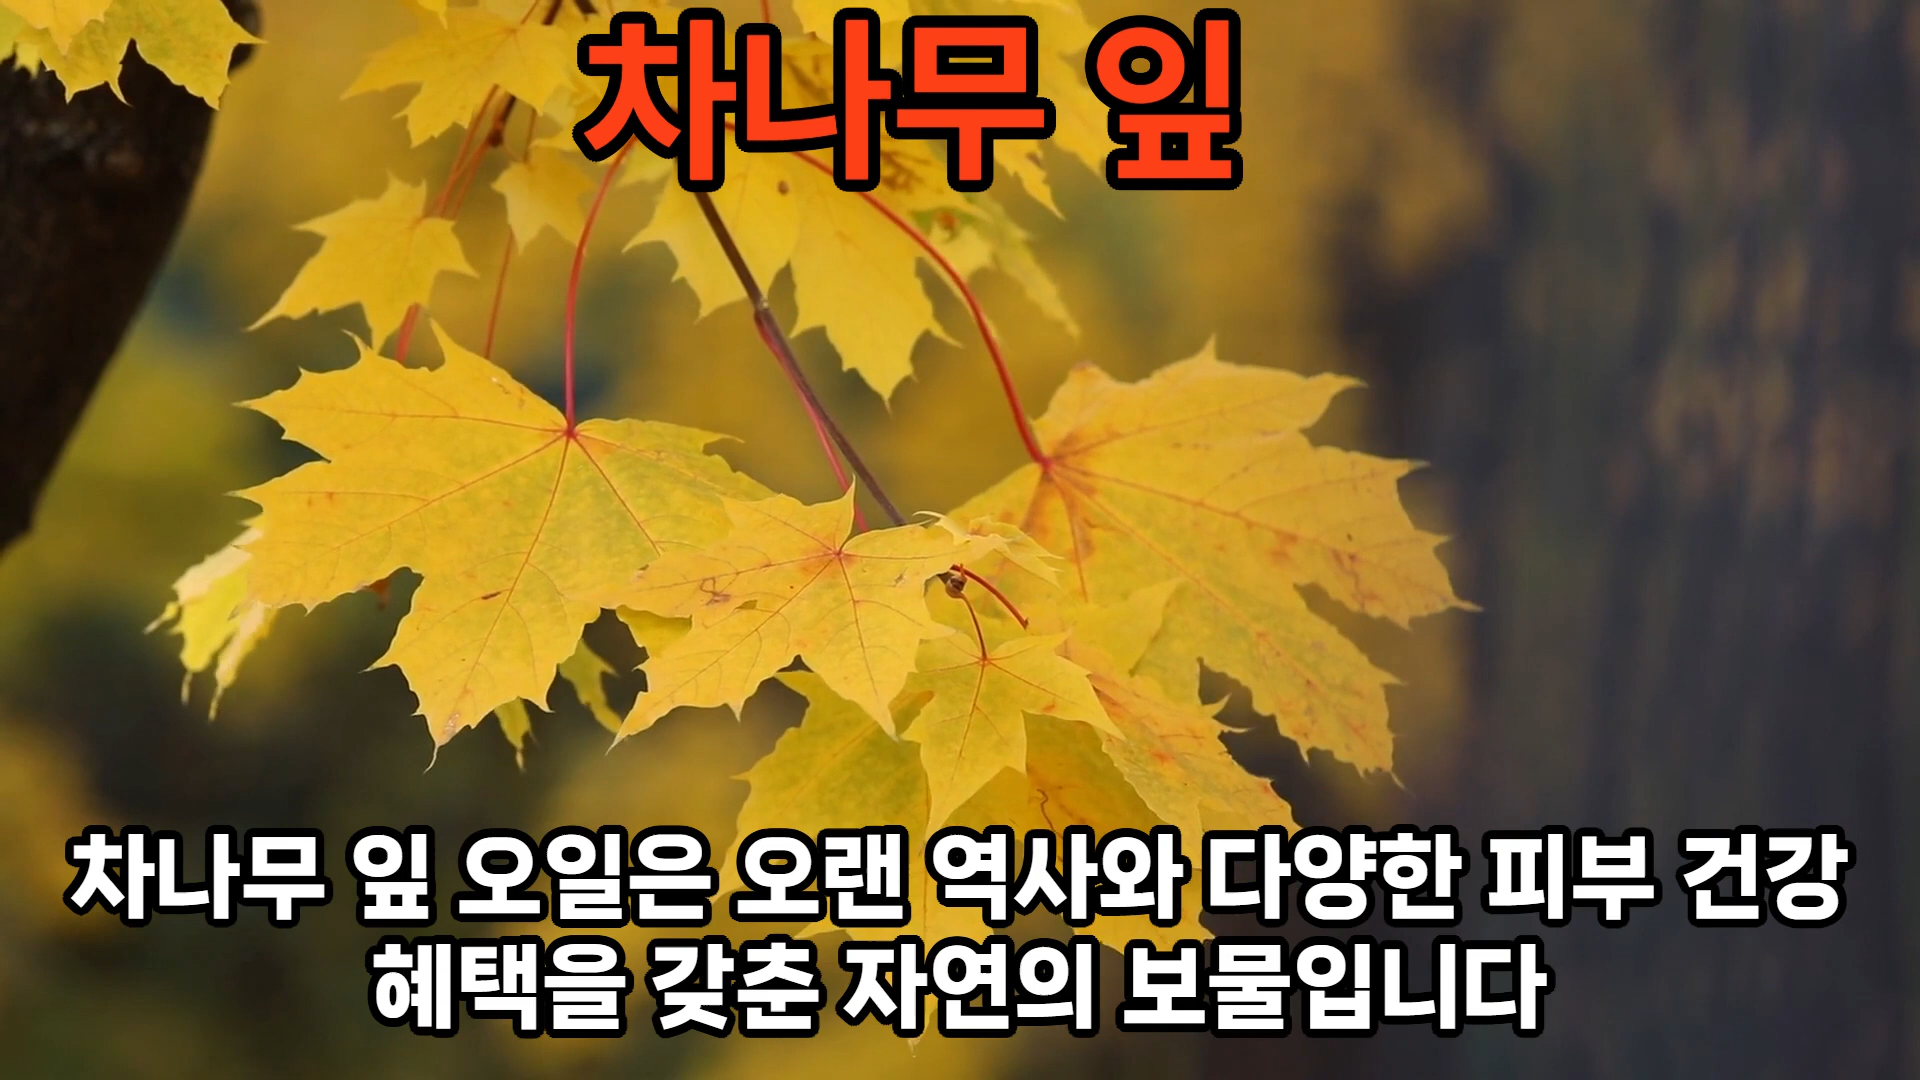 차나무 잎
차나무 잎 오일은 오랜 역사와 다양한 피부 건강
혜택을 갖춘 자연의 보물입니다